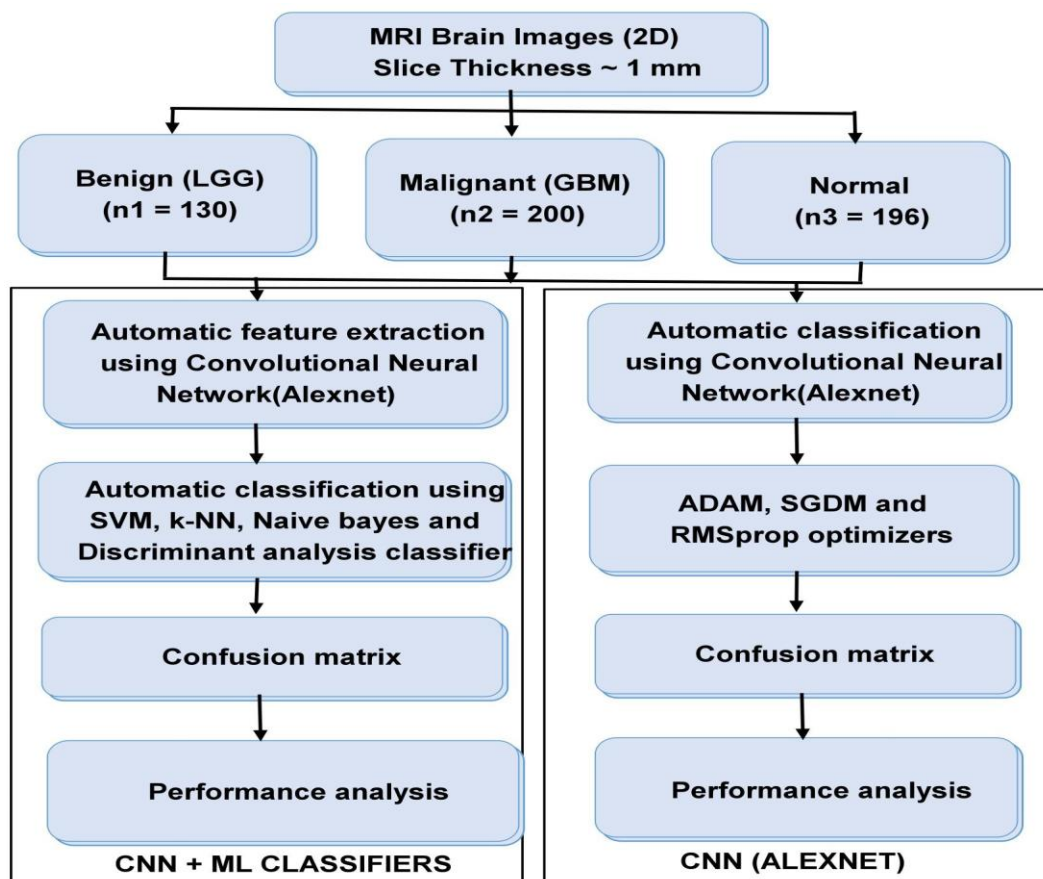 MRI Brain Images (2D)
Slice Thickness ~ 1 mm
Benign (LGG)
(n1 = 130)
Malignant (GBM)
(n2 = 200)
Normal
(n3 = 196)
Automatic feature extraction
using Convolutional Neural
Network(Alexnet)
Automatic classification using
SVM, k-NN, Naive bayes and
Discriminant analysis classifier
Confusion matrix
Performance analysis
CNN + ML CLASSIFIERS
Automatic classification
using Convolutional Neural
Network(Alexnet)
ADAM, SGDM and
RMSprop optimizers
Confusion matrix
Performance analysis
CNN (ALEXNET)